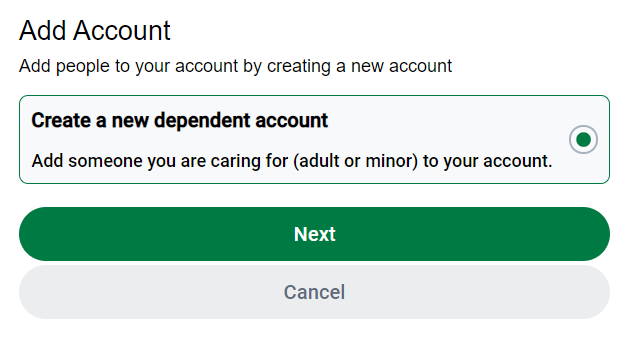 Add Account
Add people to your account by creating a new account
Create a new dependent account
Add someone you are caring for (adult or minor) to your account.
Next
Cancel